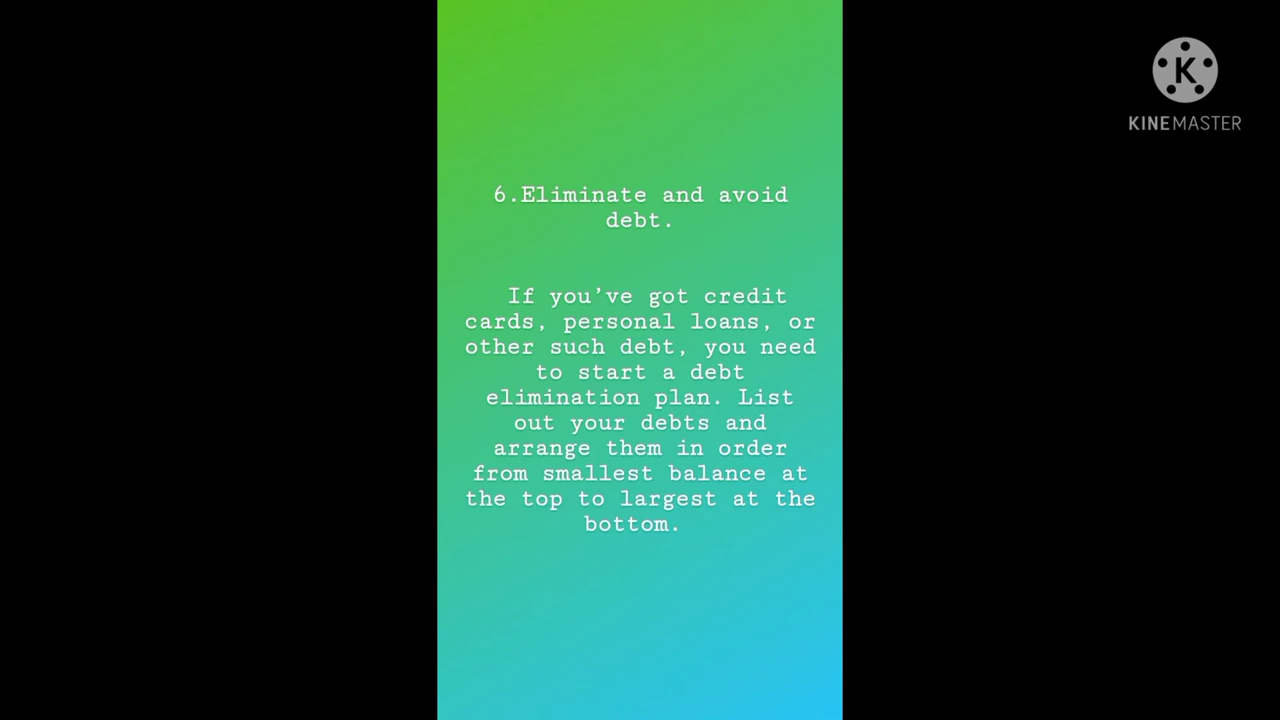 6.Eliminate and avoid
debt.
If you've got credit
cards, personal loans, or
other such debt, you need
to start a debt
elimination plan. List
out your debts and
arrange them in order
from smallest balance at
the top to largest at the
bottom.
K
KINEMASTER